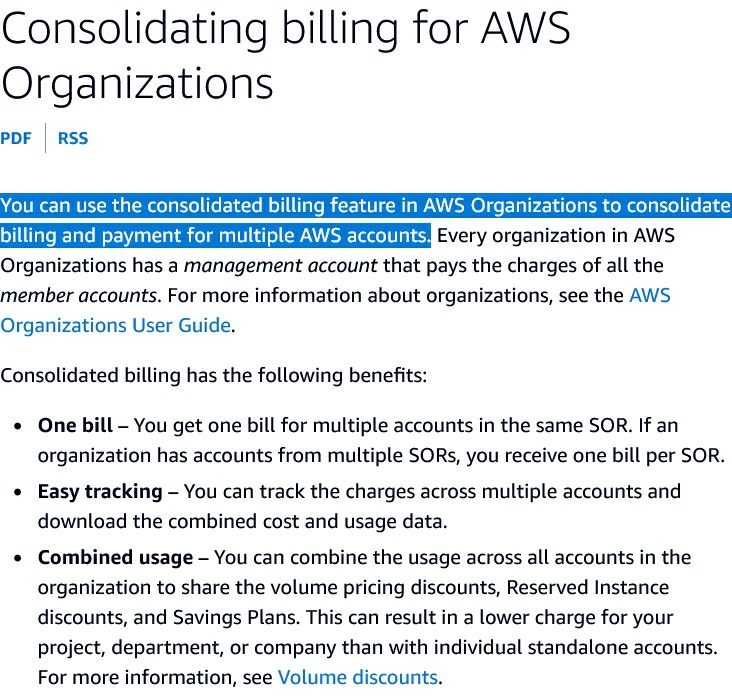 Consolidating billing for AWS
Organizations
PDF | RSS
You can use the consolidated billing feature in AWS Organizations to consolidate
billing and payment for multiple AWS accounts. Every organization in AWS
Organizations has a management account that pays the charges of all the
member accounts. For more information about organizations, see the AWS
Organizations User Guide.
Consolidated billing has the following benefits:
• One bill – You get one bill for multiple accounts in the same SOR. If an
organization has accounts from multiple SORs, you receive one bill per SOR.
• Easy tracking – You can track the charges across multiple accounts and
download the combined cost and usage data.
• Combined usage – You can combine the usage across all accounts in the
organization to share the volume pricing discounts, Reserved Instance
discounts, and Savings Plans. This can result in a lower charge for your
project, department, or company than with individual standalone accounts.
For more information, see Volume discounts.